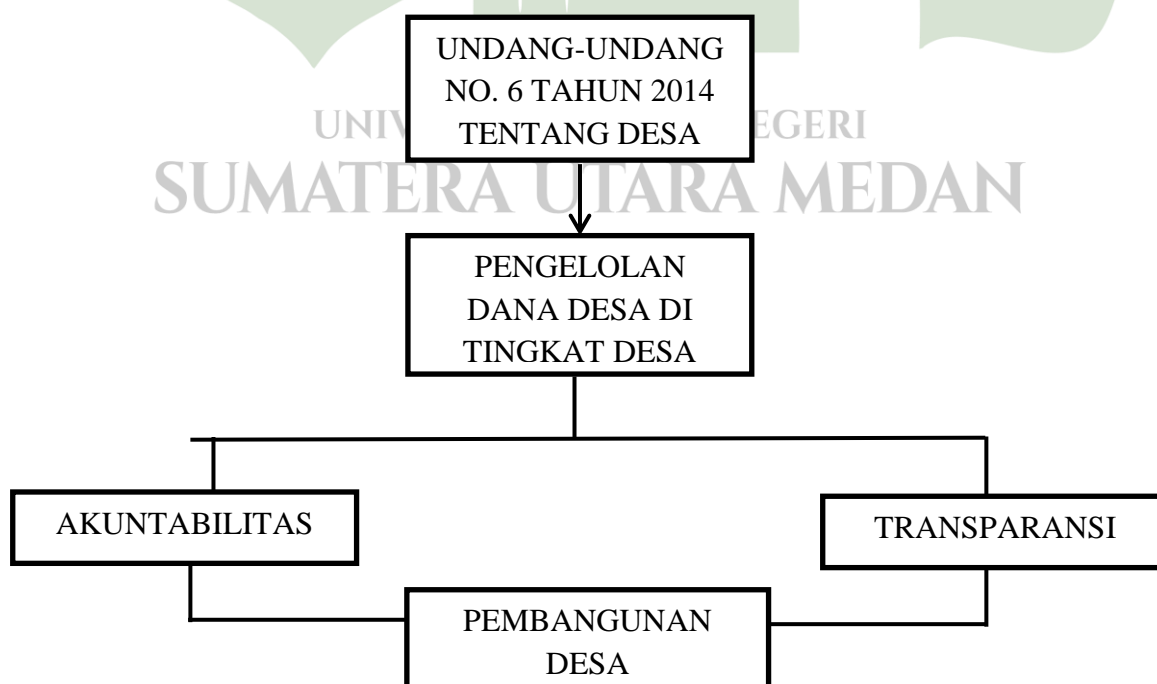 UNDANG-UNDANG
NO. 6 TAHUN 2014
TENTANG DESA
UNIV EGERI
SUMATERA UTARA MEDAN
PENGELOLAN
DANA DESA DI
TINGKAT DESA
AKUNTABILITAS
TRANSPARANSI
PEMBANGUNAN
DESA